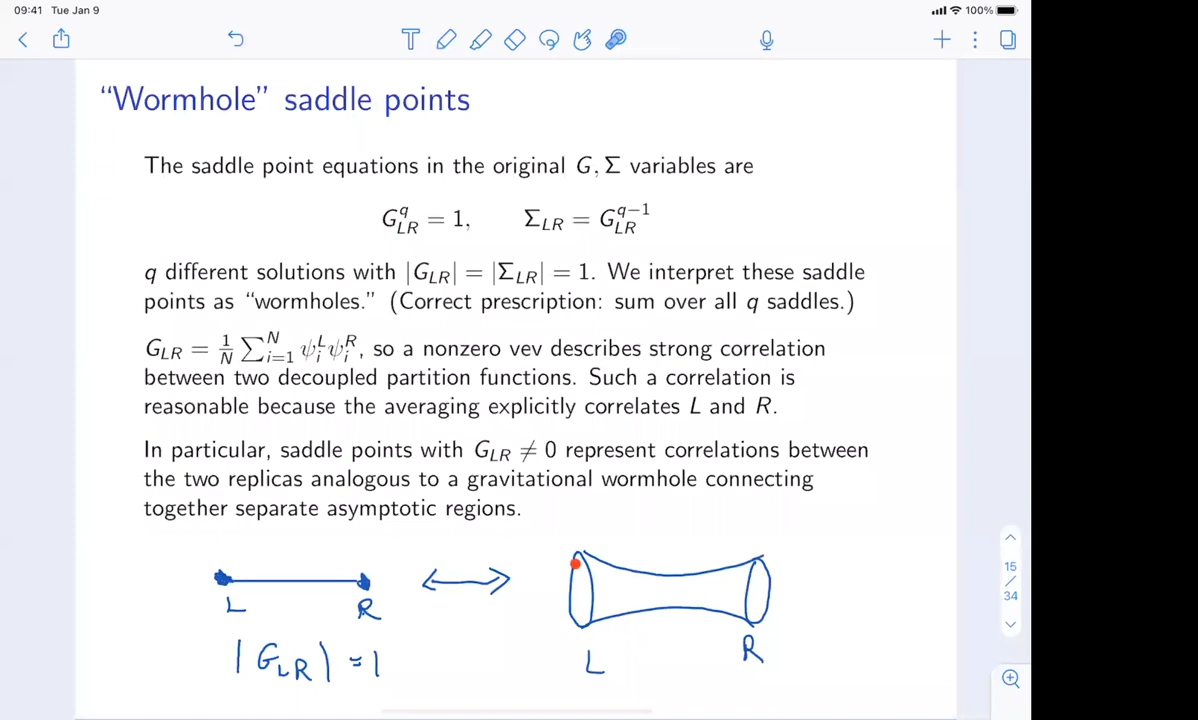 09:41 Tue Jan 9
100%
“Wormhole” saddle points
The saddle point equations in the original G, Σ variables are
G_{LR}^q = 1, Σ_{LR} = G_{LR}^{q−1}
q different solutions with |G_{LR}| = |Σ_{LR}| = 1. We interpret these saddle
points as “wormholes.” (Correct prescription: sum over all q saddles.)
G_{LR} = \frac{1}{N} ∑_{i=1}^{N} ψ_i^L ψ_i^R, so a nonzero vev describes strong correlation
between two decoupled partition functions. Such a correlation is
reasonable because the averaging explicitly correlates L and R.
In particular, saddle points with G_{LR} ≠ 0 represent correlations between
the two replicas analogous to a gravitational wormhole connecting
together separate asymptotic regions.
L R
|G_{LR}| = 1
L R
15
/
34